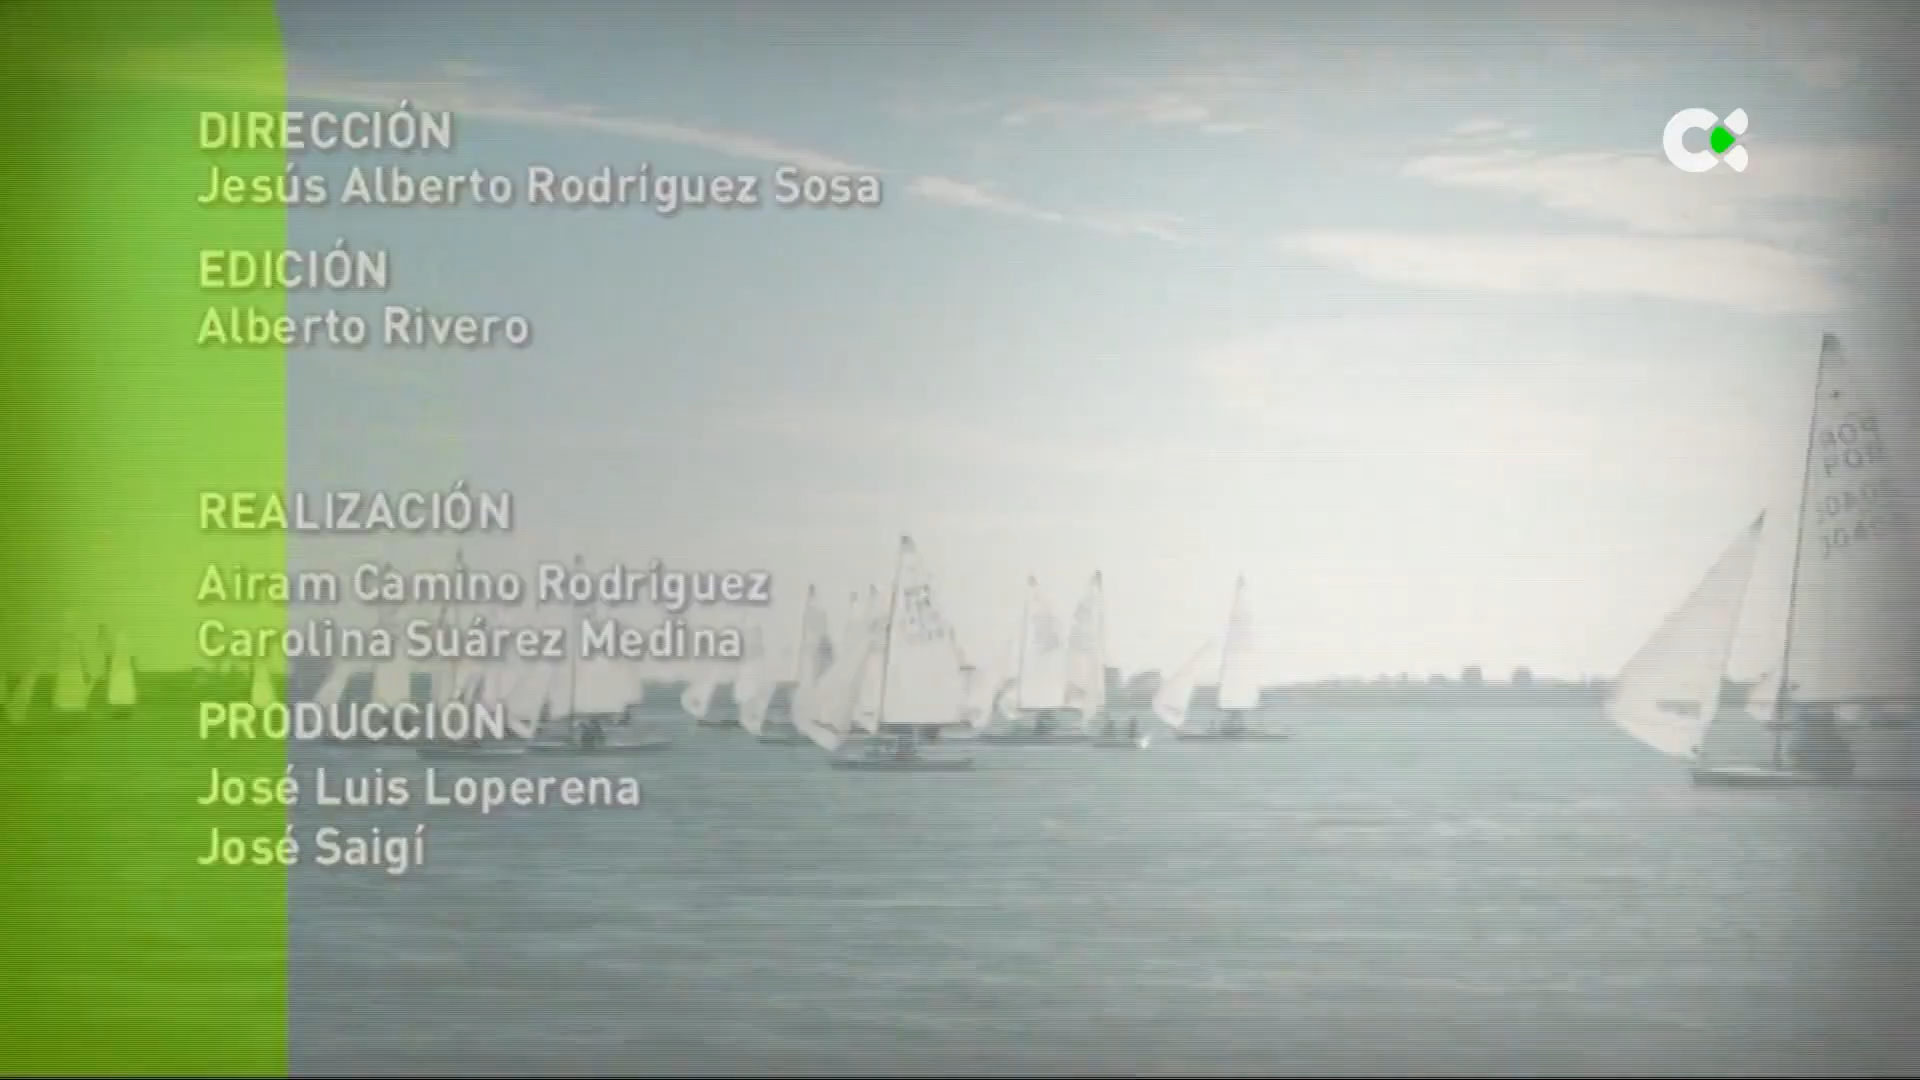 DIRECCIÓN
Jesús Alberto Rodríguez Sosa
EDICIÓN
Alberto Rivero
REALIZACIÓN
Airam Camino Rodríguez
Carolina Suárez Medina
PRODUCCIÓN
José Luis Loperena
José Saigí
POR